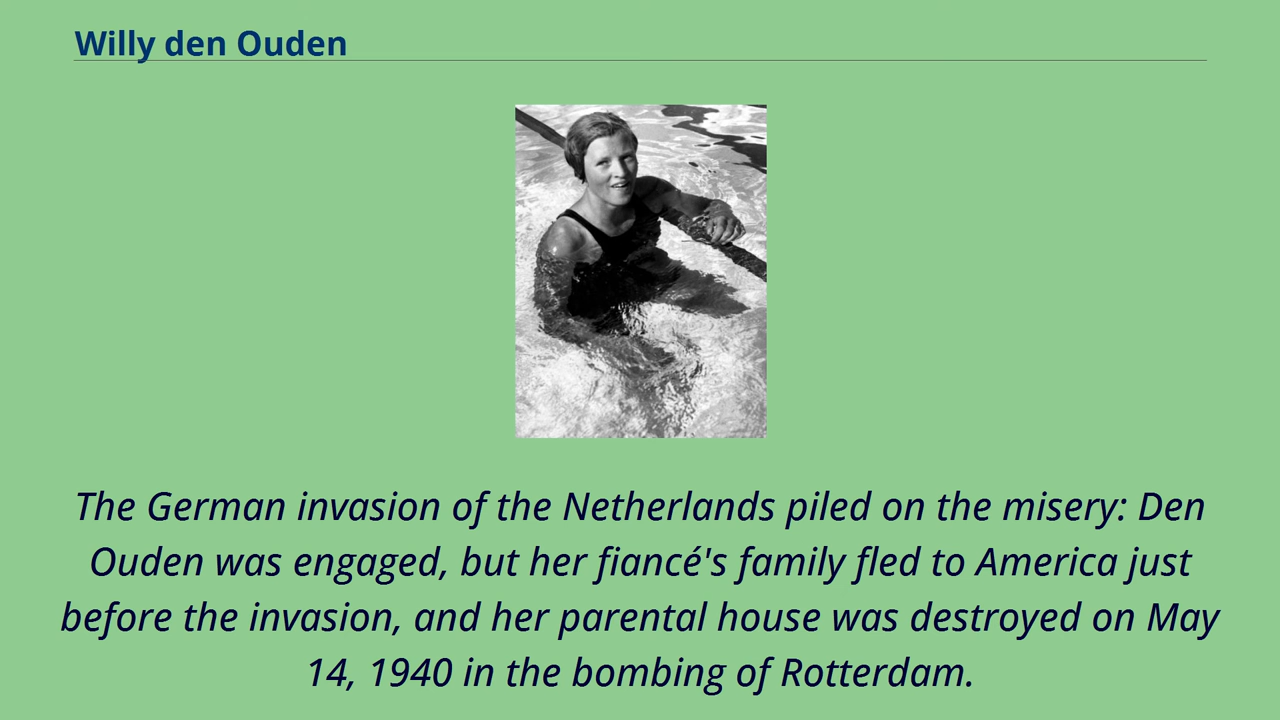 Willy den Ouden
The German invasion of the Netherlands piled on the misery: Den
Ouden was engaged, but her fiancé's family fled to America just
before the invasion, and her parental house was destroyed on May
14, 1940 in the bombing of Rotterdam.